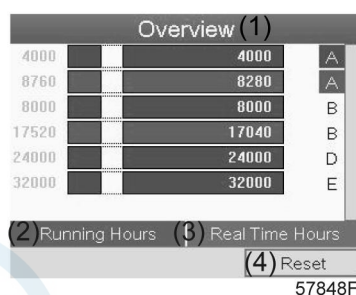 Overview (1)
4000 4000 A
8760 8280 A
8000 8000 B
17520 17040 B
24000 24000 D
32000 32000 E
(2) Running Hours (3) Real Time Hours
(4) Reset
57848F